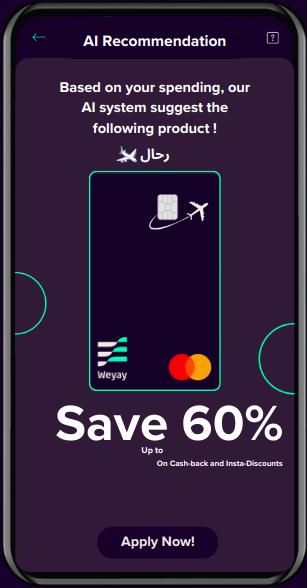 AI Recommendation
?
Based on your spending, our
AI system suggest the
following product !
رحال
Weyay
Save 60%
Up to
On Cash-back and Insta-Discounts
Apply Now!